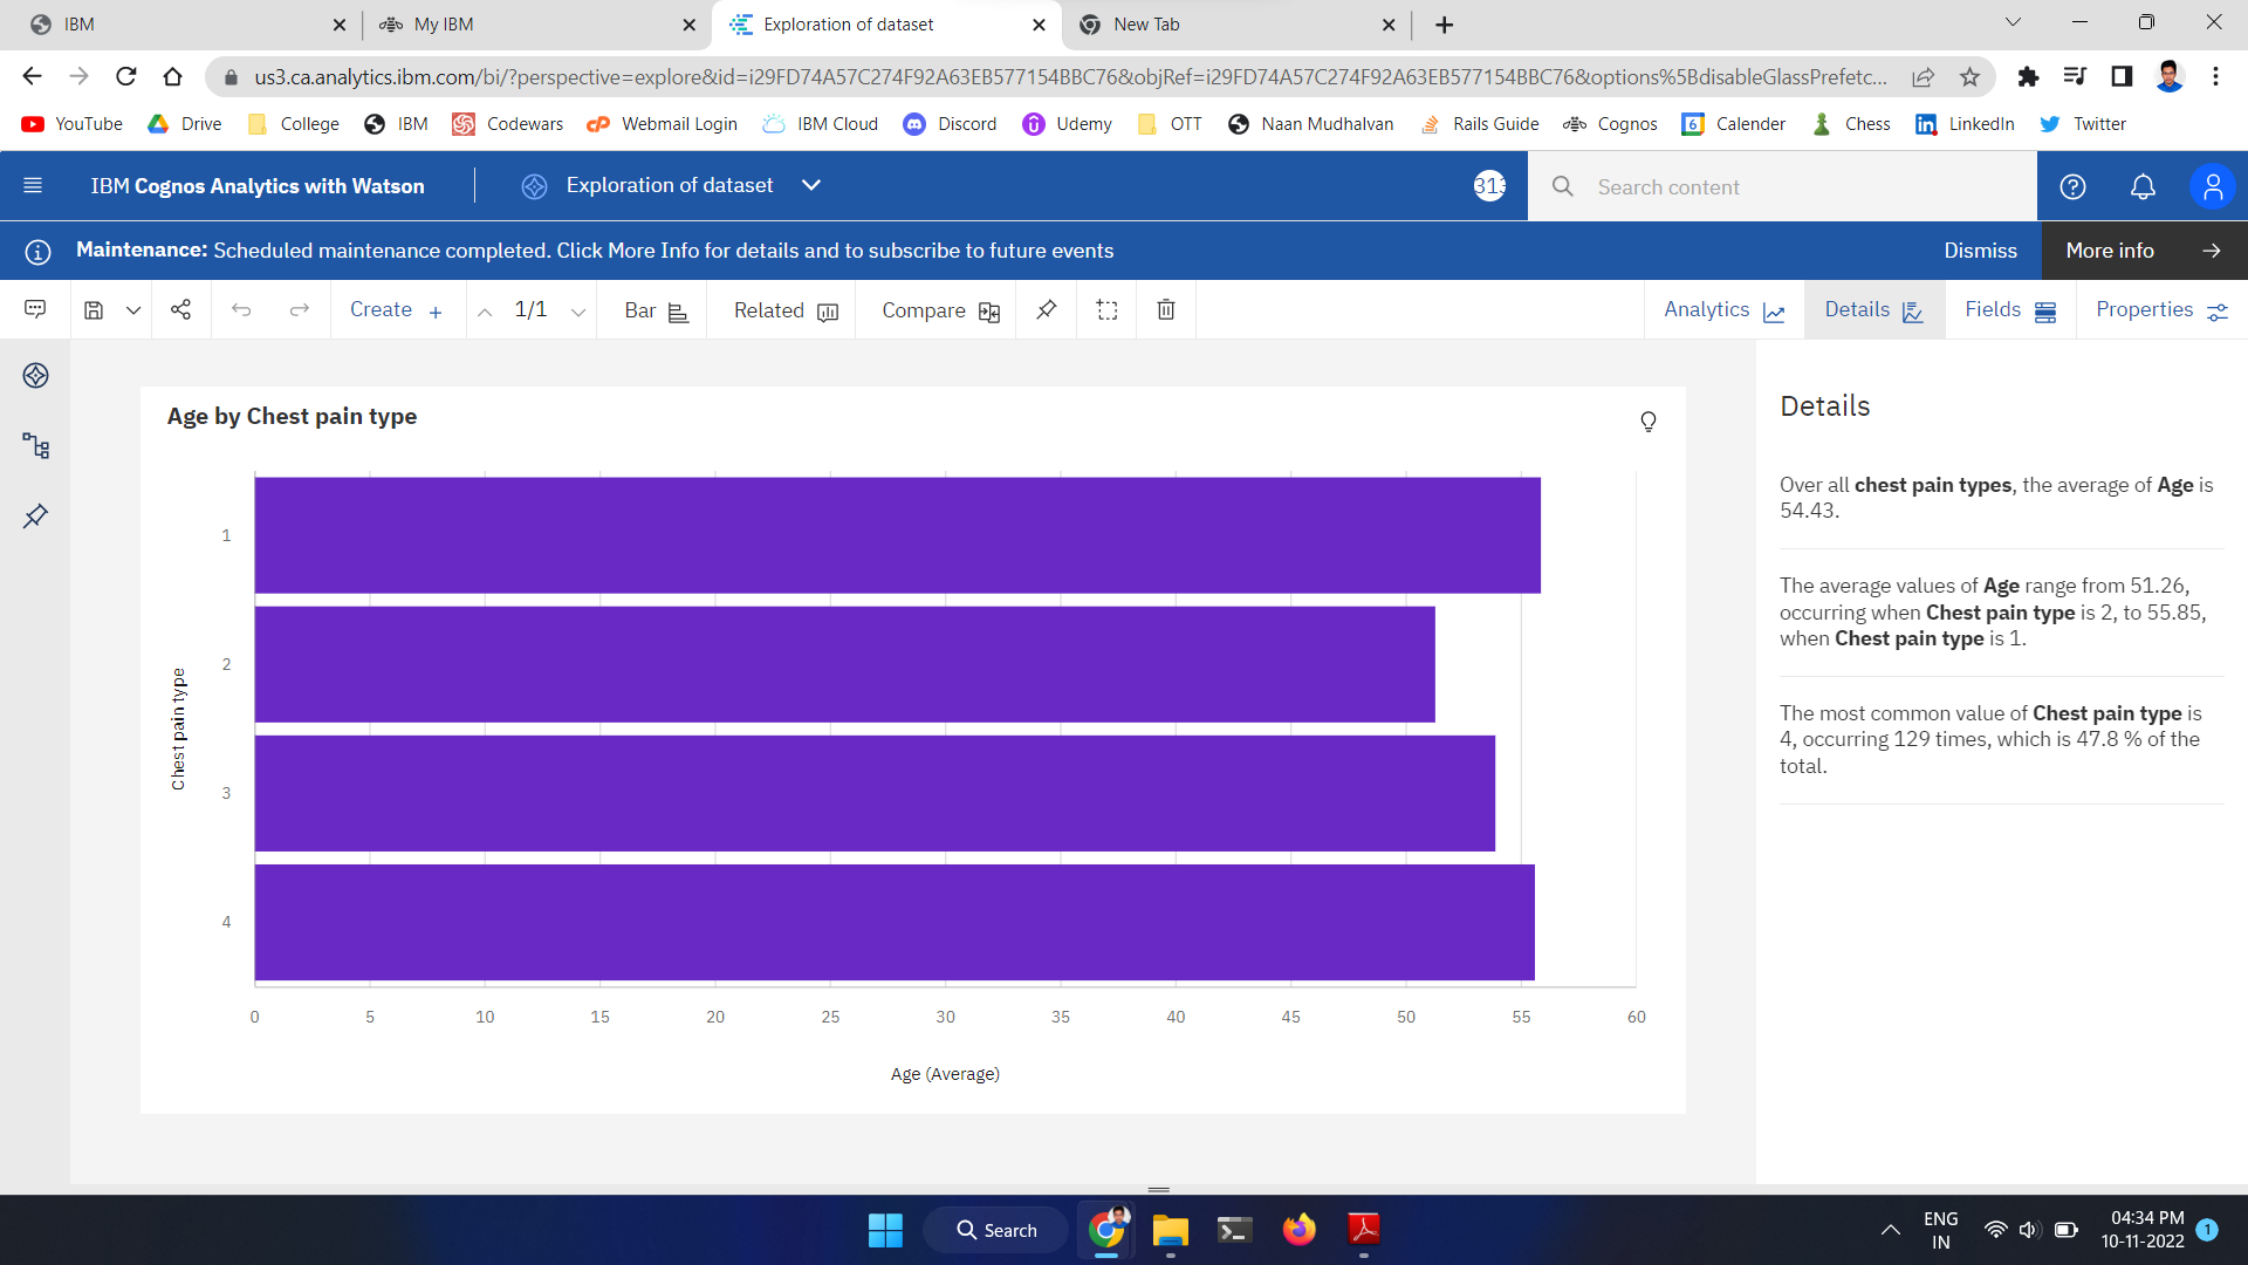 IBM
My IBM
Exploration of dataset
New Tab
us3.ca.analytics.ibm.com/bi/?perspective=explore&id=i29FD74A57C274F92A63EB577154BBC76&objRef=i29FD74A57C274F92A63EB577154BBC76&options%5BdisableGlassPrefetc...
YouTube Drive College IBM Codewars Webmail Login IBM Cloud Discord Udemy OTT Naan Mudhalvan Rails Guide Cognos 6 Calender Chess LinkedIn Twitter
IBM Cognos Analytics with Watson
Exploration of dataset
313
Search content
Maintenance: Scheduled maintenance completed. Click More Info for details and to subscribe to future events
Dismiss
More info
Create
1/1
Bar
Related
Compare
Analytics
Details
Fields
Properties
Age by Chest pain type
Chest pain type
1
2
3
4
0 5 10 15 20 25 30 35 40 45 50 55 60
Age (Average)
Details
Over all chest pain types, the average of Age is
54.43.
The average values of Age range from 51.26,
occurring when Chest pain type is 2, to 55.85,
when Chest pain type is 1.
The most common value of Chest pain type is
4, occurring 129 times, which is 47.8 % of the
total.
Search
ENG
IN
04:34 PM
10-11-2022
1